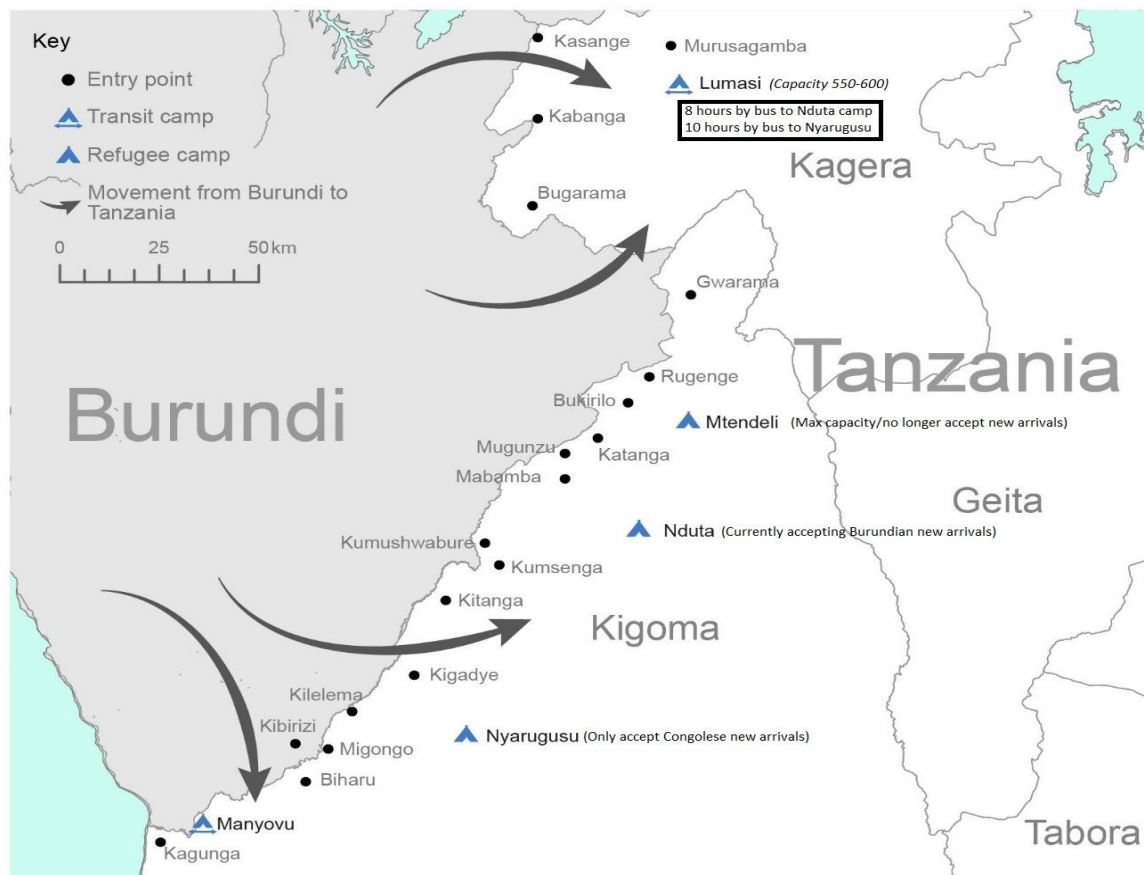 Key
Entry point
Transit camp
Refugee camp
Movement from Burundi to
Tanzania
0 25 50 km
Kasange
Murusagamba
Lumasi (Capacity 550-600)
8 hours by bus to Nduta camp
10 hours by bus to Nyarugusu
Kabanga
Kagera
Bugarama
Gwarama
Tanzania
Burundi
Rugenge
Bukirilo
Mtendeli (Max capacity/no longer accept new arrivals)
Katanga
Mugunzu
Mabamba
Geita
Nduta (Currently accepting Burundian new arrivals)
Kumushwabure
Kumsenga
Kitanga
Kigoma
Kigadye
Kilelema
Kibirizi
Nyarugusu (Only accept Congolese new arrivals)
Migongo
Biharu
Manyovu
Tabora
Kagunga